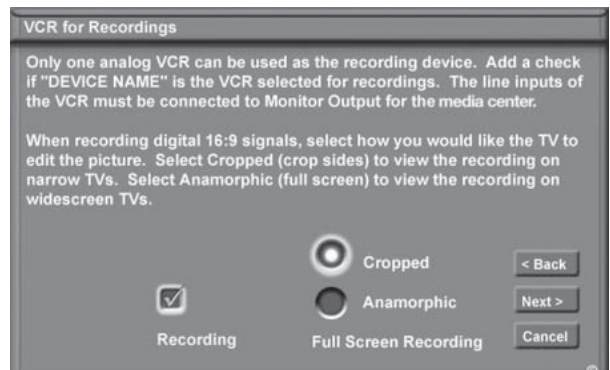 VCR for Recordings
Only one analog VCR can be used as the recording device. Add a check
if "DEVICE NAME" is the VCR selected for recordings. The line inputs of
the VCR must be connected to Monitor Output for the media center.
When recording digital 16:9 signals, select how you would like the TV to
edit the picture. Select Cropped (crop sides) to view the recording on
narrow TVs. Select Anamorphic (full screen) to view the recording on
widescreen TVs.
Cropped
< Back
Anamorphic
Next >
Recording
Full Screen Recording
Cancel